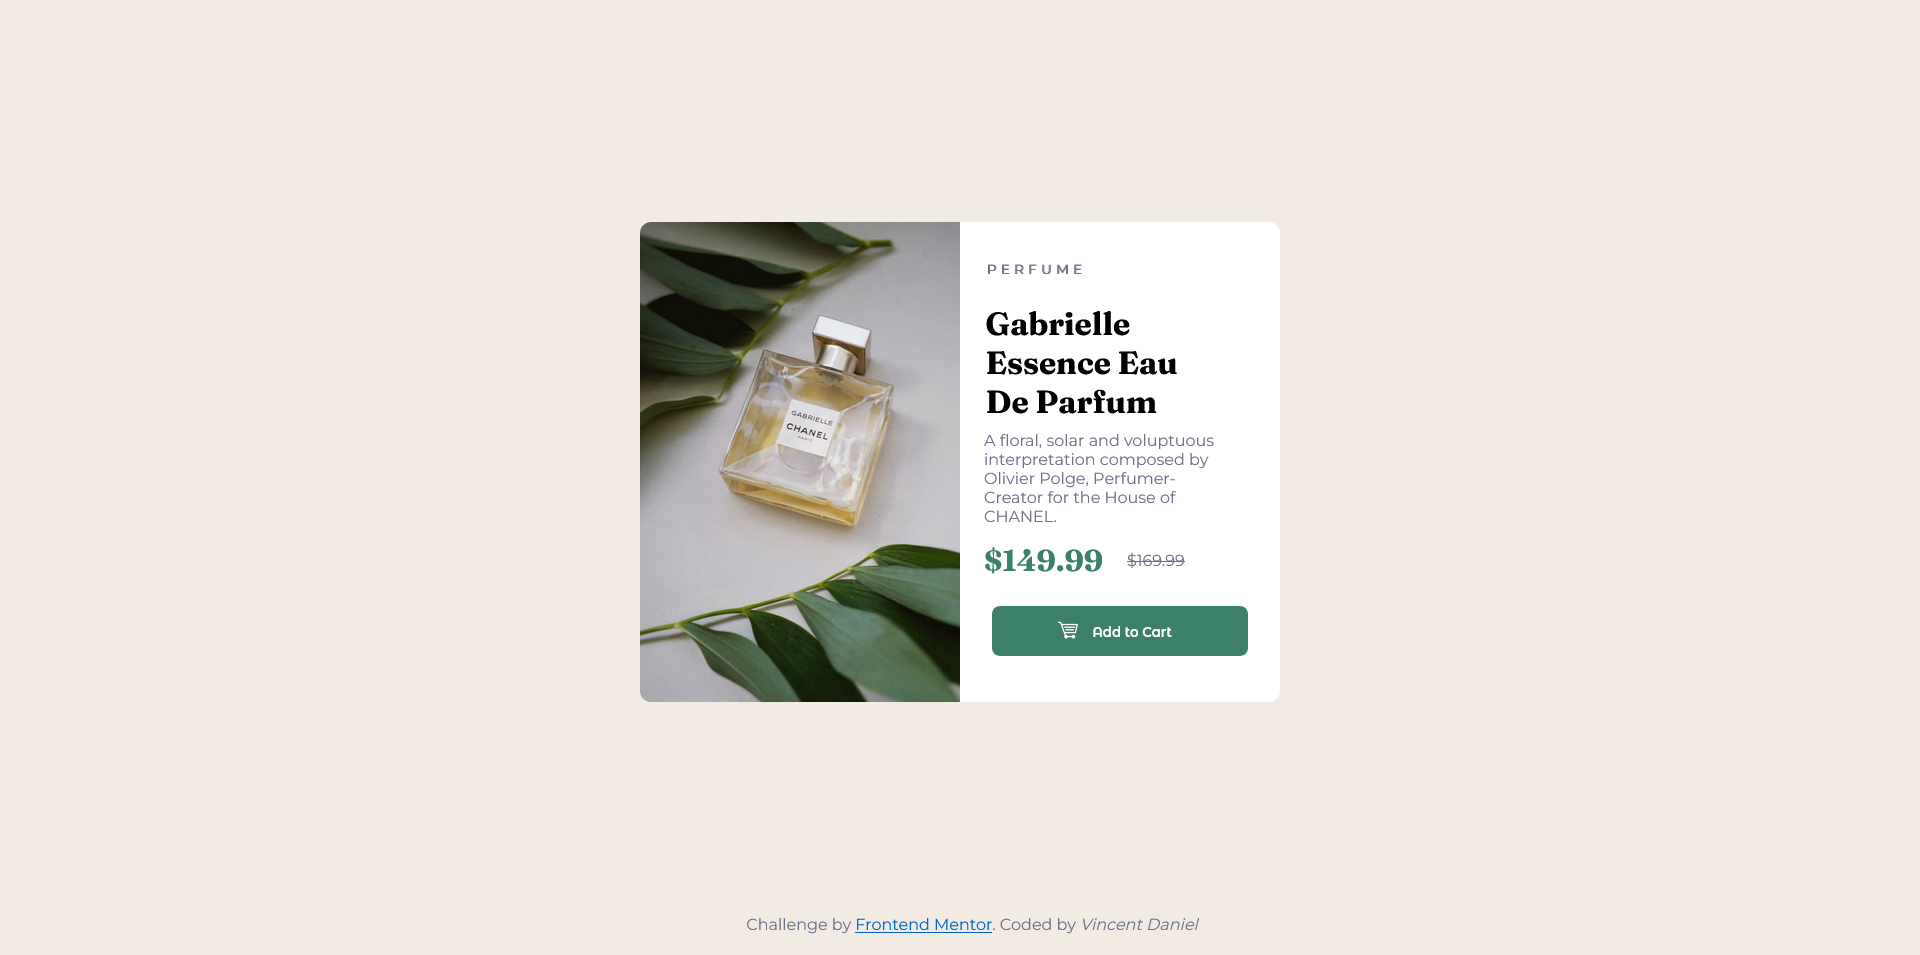 GABRIELLE
CHANEL
PARIS
PERFUME
Gabrielle
Essence Eau
De Parfum
A floral, solar and voluptuous
interpretation composed by
Olivier Polge, Perfumer-
Creator for the House of
CHANEL.
$149.99 $169.99
Add to Cart
Challenge by Frontend Mentor. Coded by Vincent Daniel